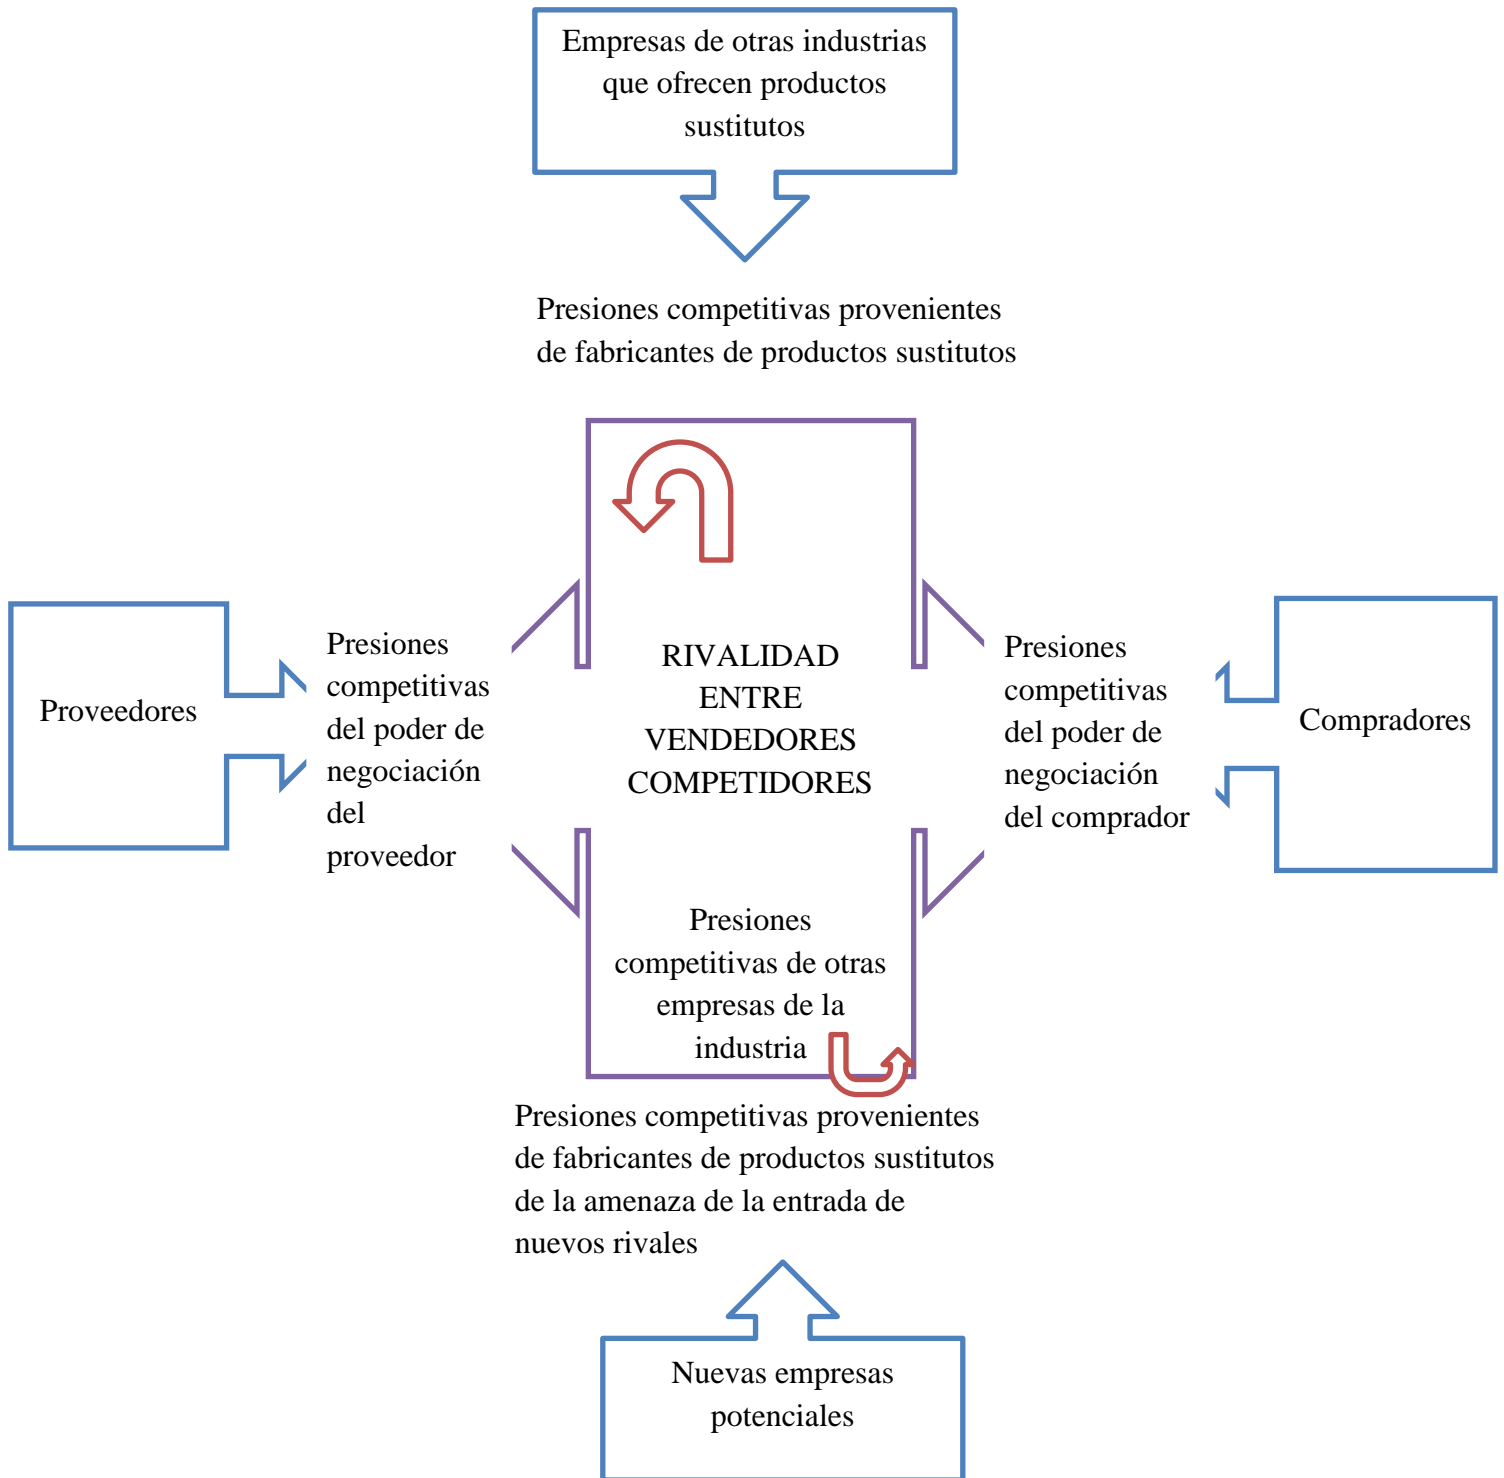 Empresas de otras industrias
que ofrecen productos
sustitutos
Presiones competitivas provenientes
de fabricantes de productos sustitutos
Proveedores
Presiones
competitivas
del poder de
negociación
del
proveedor
RIVALIDAD
ENTRE
VENDEDORES
COMPETIDORES
Presiones
competitivas de otras
empresas de la
industria
Presiones
competitivas
del poder de
negociación
del comprador
Compradores
Presiones competitivas provenientes
de fabricantes de productos sustitutos
de la amenaza de la entrada de
nuevos rivales
Nuevas empresas
potenciales